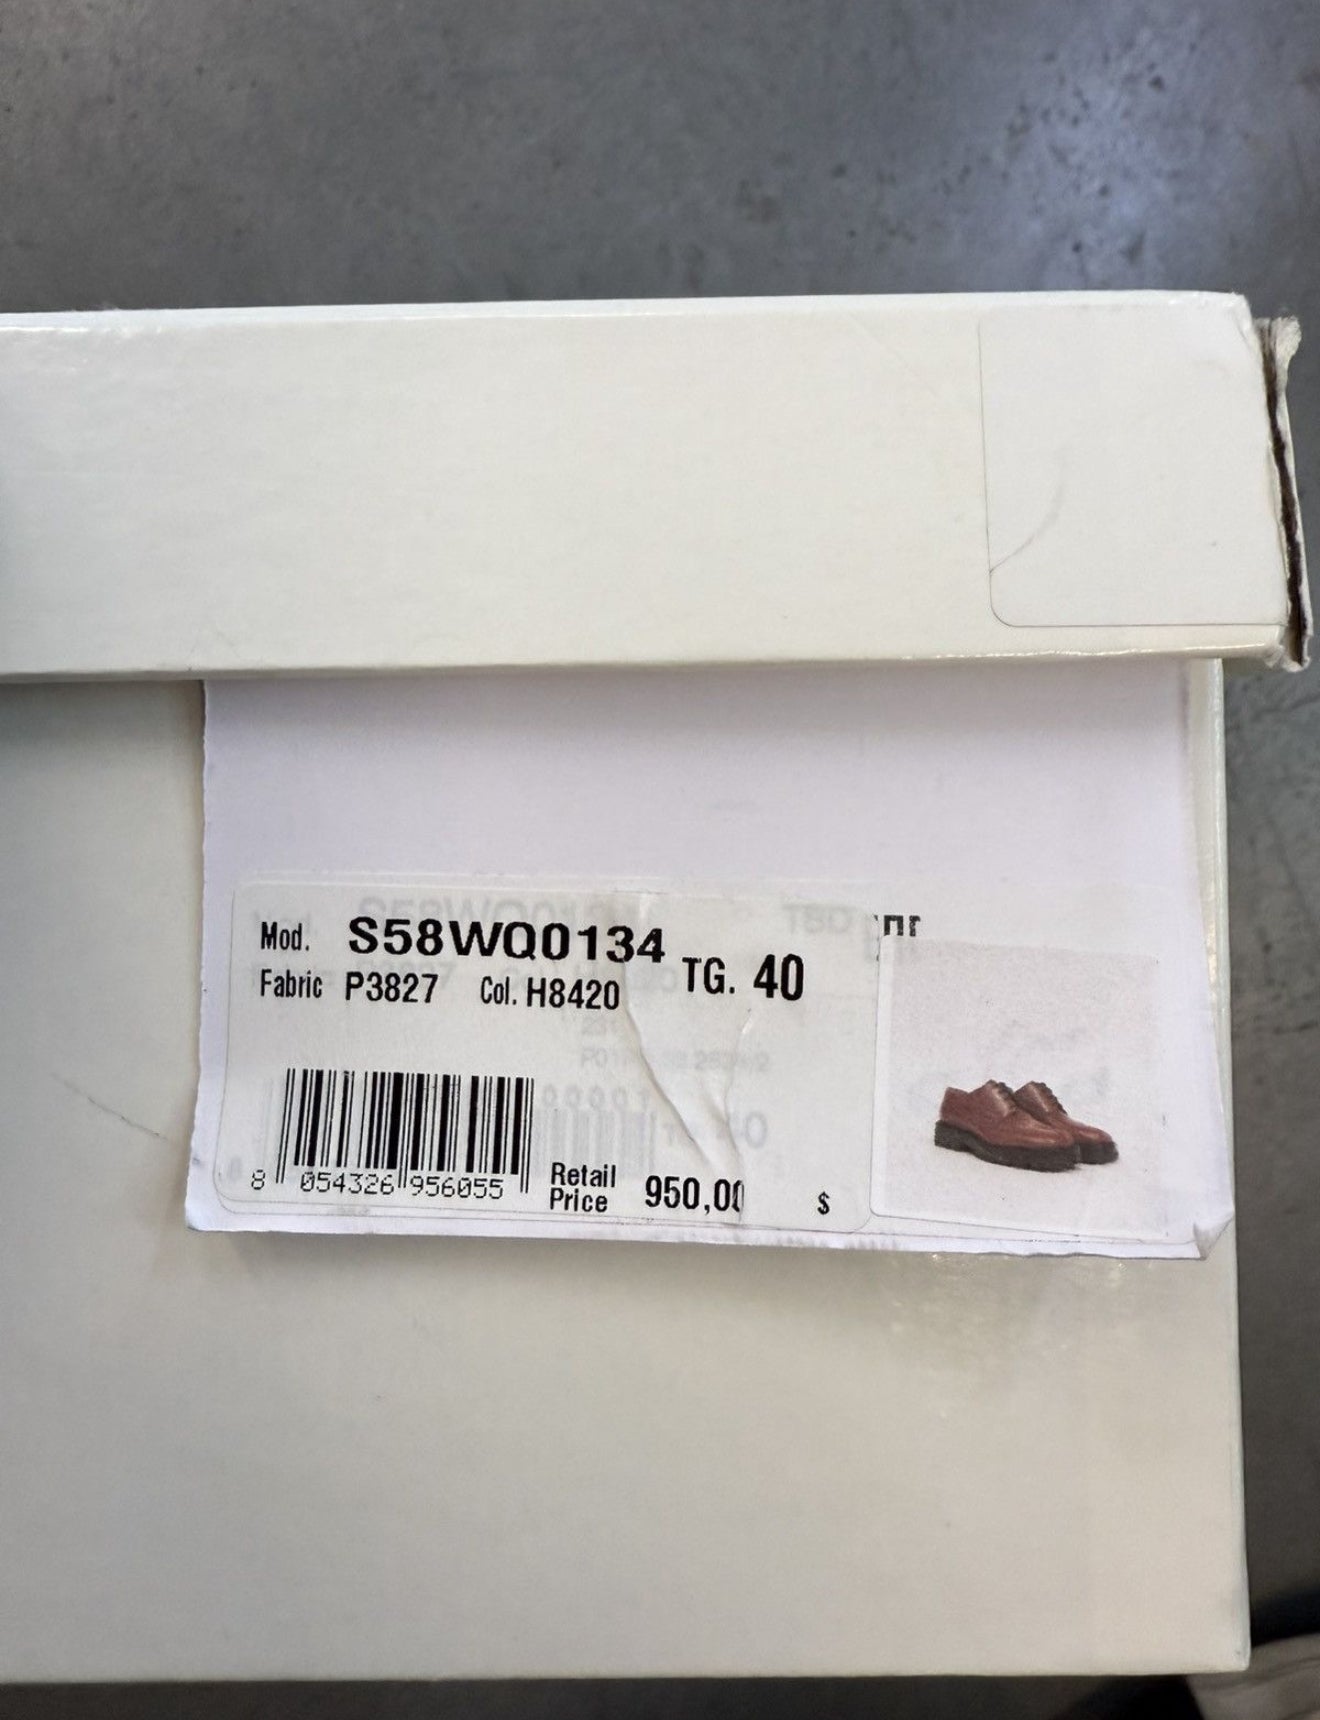 Mod. S58WQ0134
TG. 40
Fabric P3827 Col. H8420
8 054326 956055
Retail Price 950,00 $